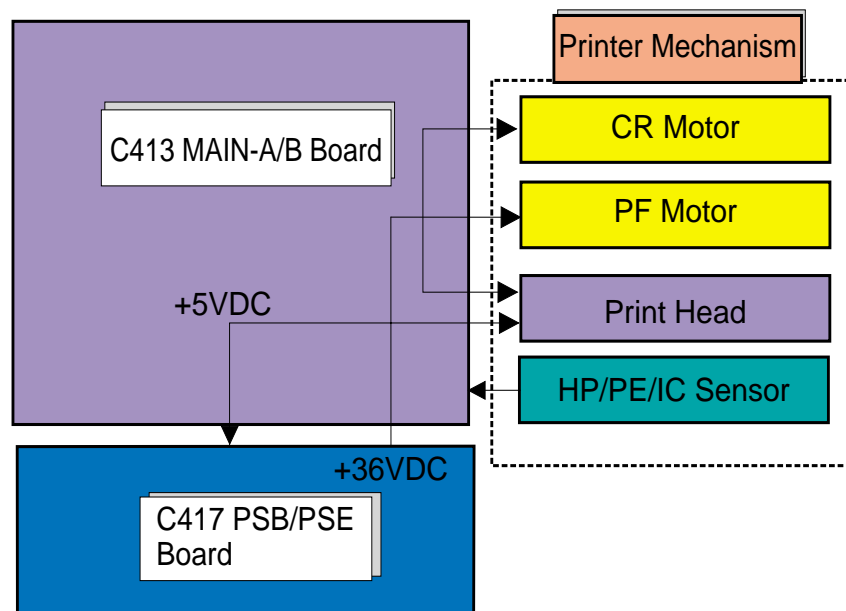 Printer Mechanism
C413 MAIN-A/B Board
CR Motor
PF Motor
+5VDC
Print Head
HP/PE/IC Sensor
+36VDC
C417 PSB/PSE
Board